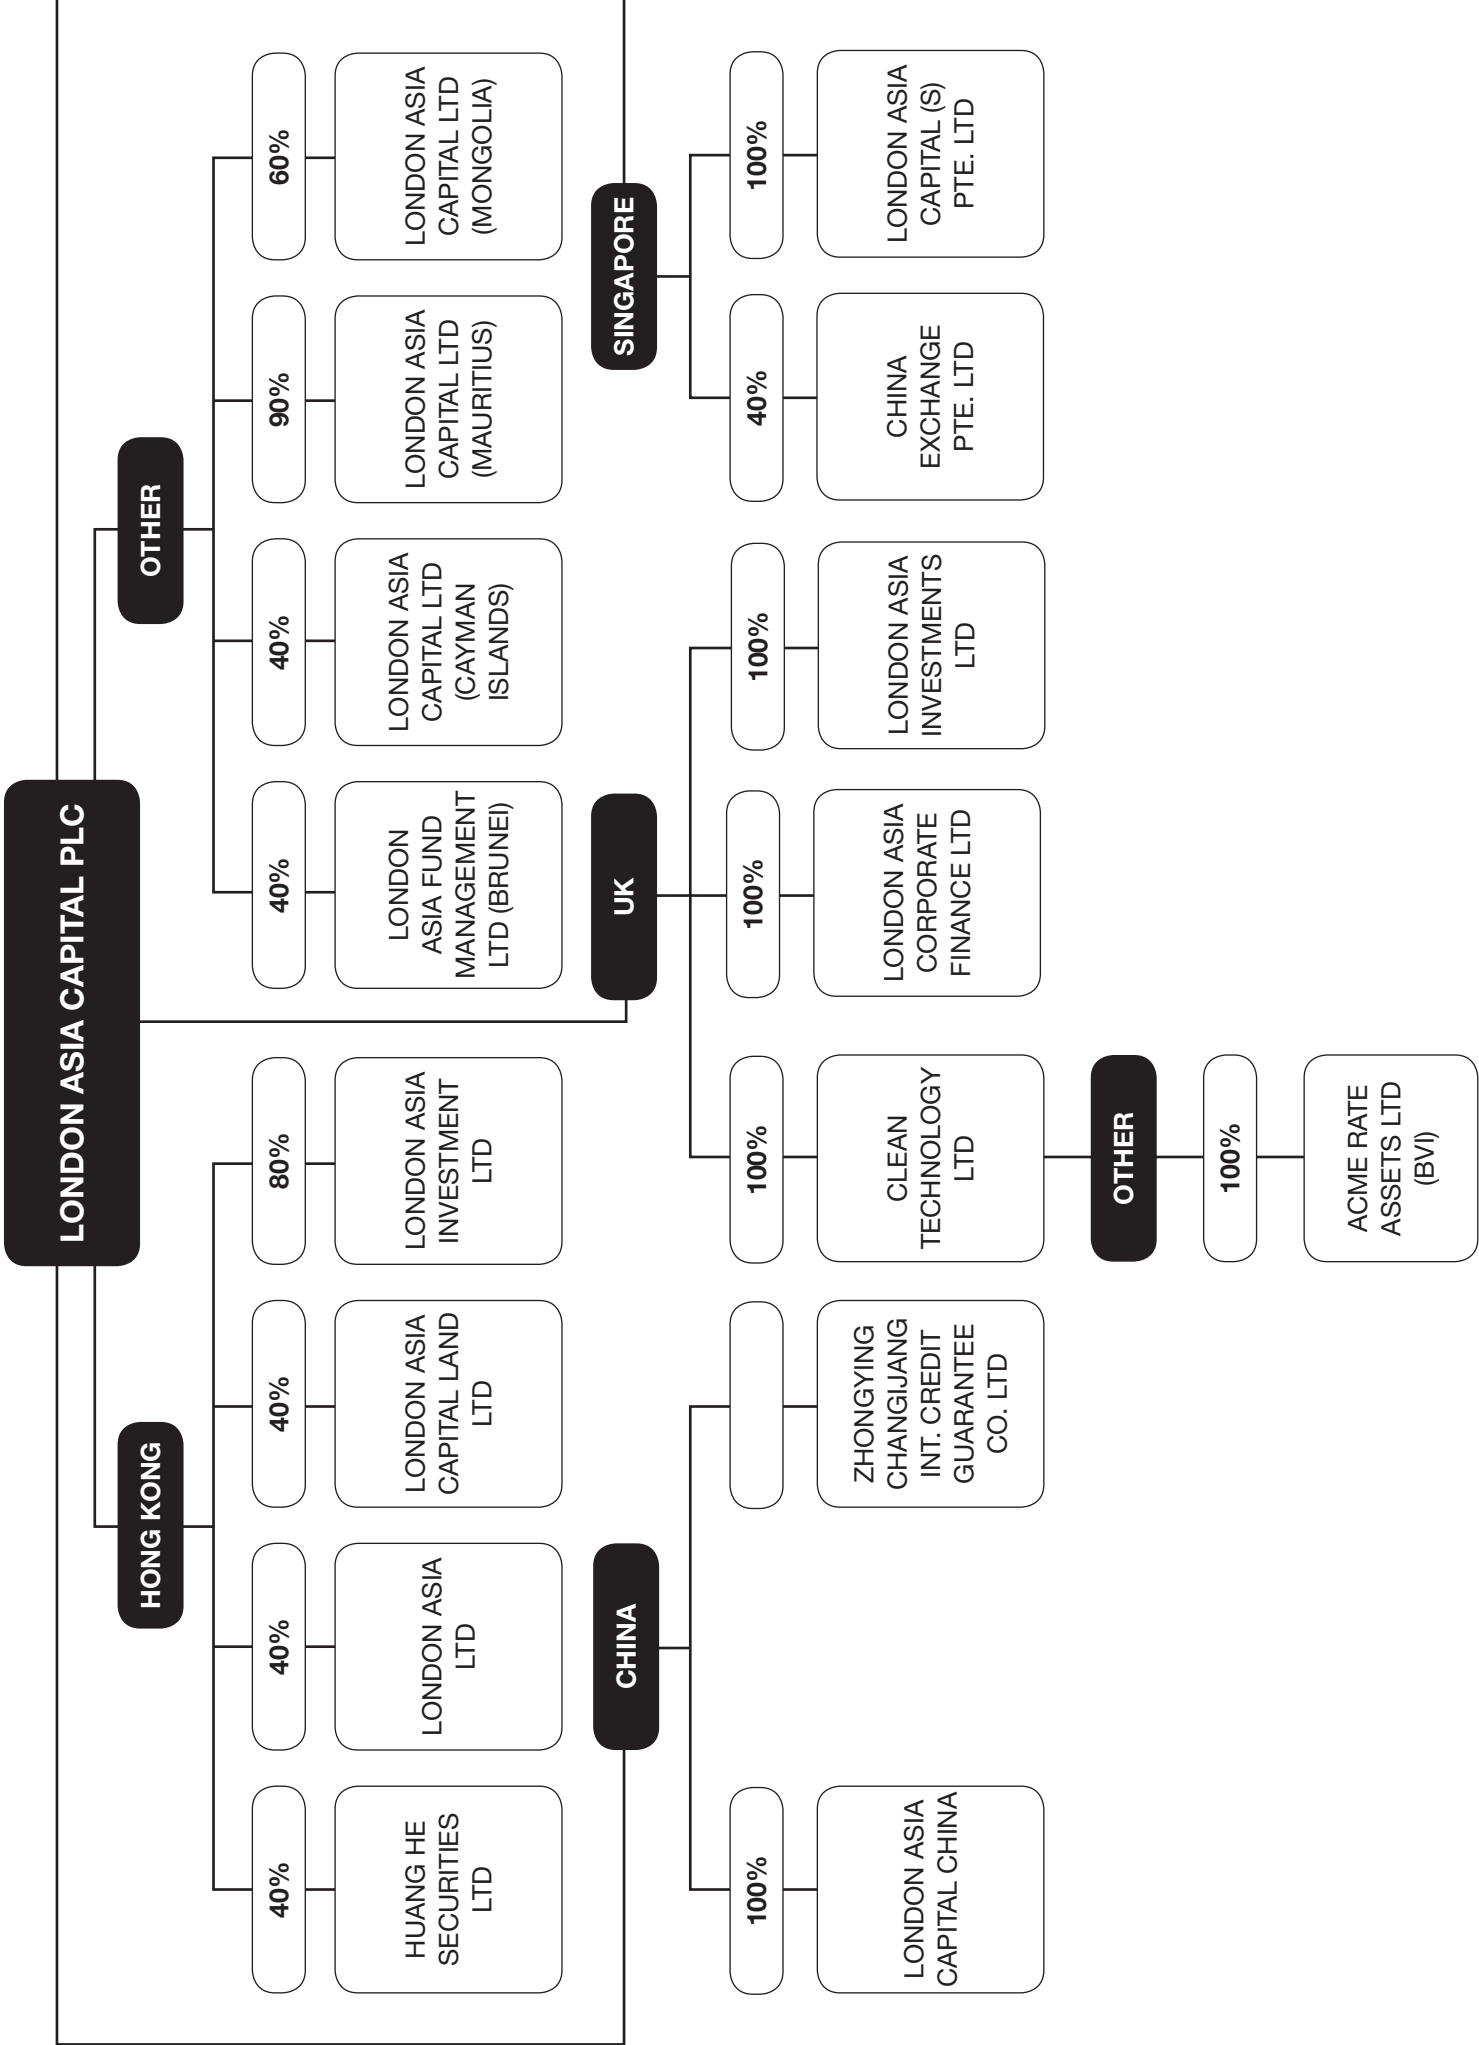 LONDON ASIA CAPITAL PLC
HONG KONG
40%
HUANG HE
SECURITIES
LTD
40%
LONDON ASIA
LTD
40%
LONDON ASIA
CAPITAL LAND
LTD
80%
LONDON ASIA
INVESTMENT
LTD
OTHER
40%
LONDON
ASIA FUND
MANAGEMENT
LTD (BRUNEI)
40%
LONDON ASIA
CAPITAL LTD
(CAYMAN
ISLANDS)
90%
LONDON ASIA
CAPITAL LTD
(MAURITIUS)
60%
LONDON ASIA
CAPITAL LTD
(MONGOLIA)
CHINA
100%
LONDON ASIA
CAPITAL CHINA
ZHONGYING
CHANGIJANG
INT. CREDIT
GUARANTEE
CO. LTD
UK
100%
CLEAN
TECHNOLOGY
LTD
OTHER
100%
ACME RATE
ASSETS LTD
(BVI)
100%
LONDON ASIA
CORPORATE
FINANCE LTD
100%
LONDON ASIA
INVESTMENTS
LTD
SINGAPORE
40%
CHINA
EXCHANGE
PTE. LTD
100%
LONDON ASIA
CAPITAL (S)
PTE. LTD